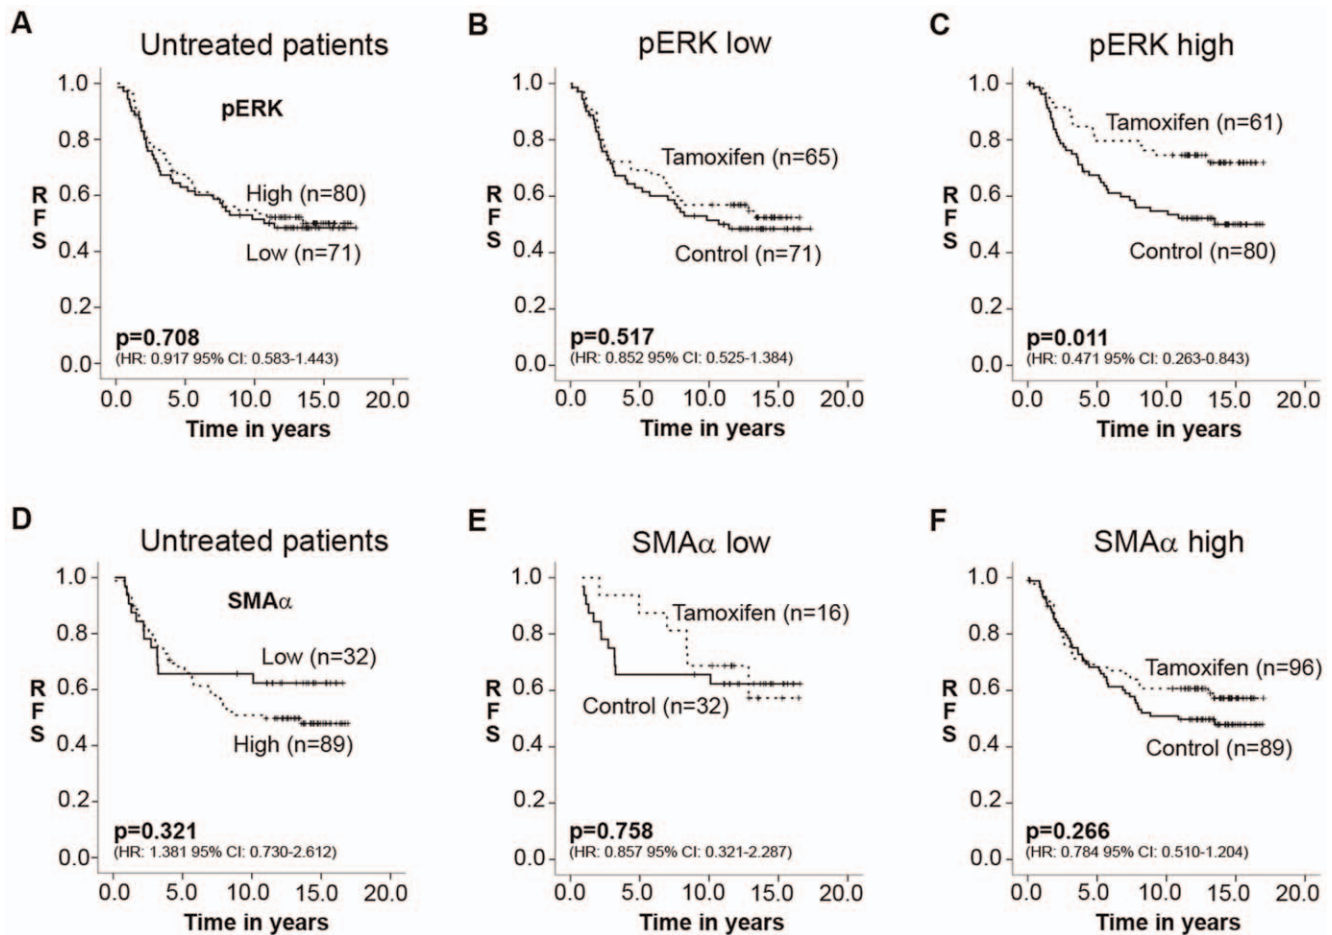 A
Untreated patients
pERK
High (n=80)
Low (n=71)
RFS
1.0
0.8
0.6
0.4
0.2
0.0
p=0.708
(HR: 0.917 95% CI: 0.583-1.443)
0.0 5.0 10.0 15.0 20.0
Time in years
B
pERK low
Tamoxifen (n=65)
Control (n=71)
RFS
1.0
0.8
0.6
0.4
0.2
0.0
p=0.517
(HR: 0.852 95% CI: 0.525-1.384)
0.0 5.0 10.0 15.0 20.0
Time in years
C
pERK high
Tamoxifen (n=61)
Control (n=80)
RFS
1.0
0.8
0.6
0.4
0.2
0.0
p=0.011
(HR: 0.471 95% CI: 0.263-0.843)
0.0 5.0 10.0 15.0 20.0
Time in years
D
Untreated patients
SMAα
Low (n=32)
High (n=89)
RFS
1.0
0.8
0.6
0.4
0.2
0.0
p=0.321
(HR: 1.381 95% CI: 0.730-2.612)
0.0 5.0 10.0 15.0 20.0
Time in years
E
SMAα low
Tamoxifen (n=16)
Control (n=32)
RFS
1.0
0.8
0.6
0.4
0.2
0.0
p=0.758
(HR: 0.857 95% CI: 0.321-2.287)
0.0 5.0 10.0 15.0 20.0
Time in years
F
SMAα high
Tamoxifen (n=96)
Control (n=89)
RFS
1.0
0.8
0.6
0.4
0.2
0.0
p=0.266
(HR: 0.784 95% CI: 0.510-1.204)
0.0 5.0 10.0 15.0 20.0
Time in years